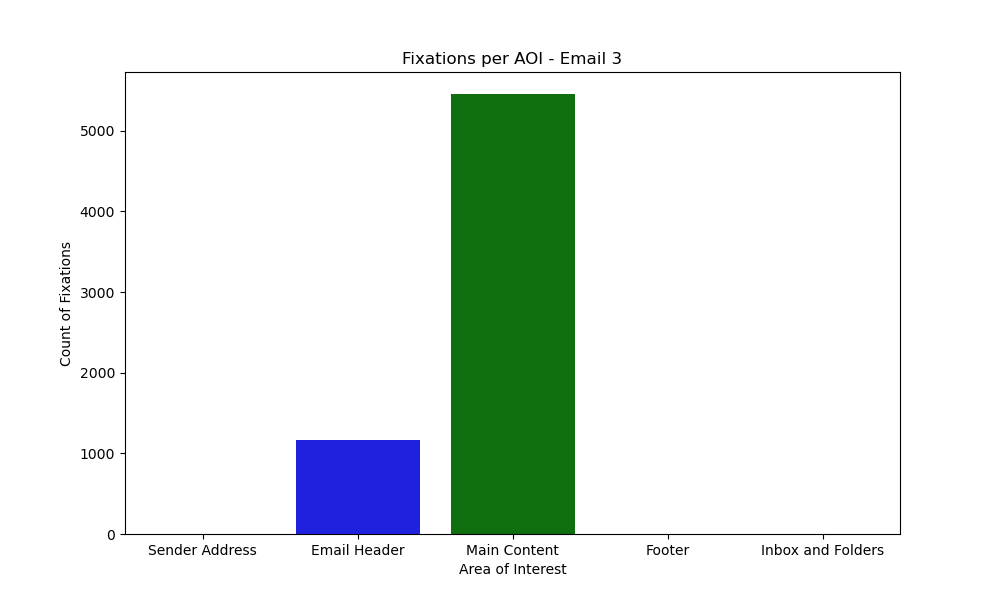 Fixations per AOI - Email 3
Count of Fixations
5000
4000
3000
2000
1000
0
Sender Address Email Header Main Content Footer Inbox and Folders
Area of Interest